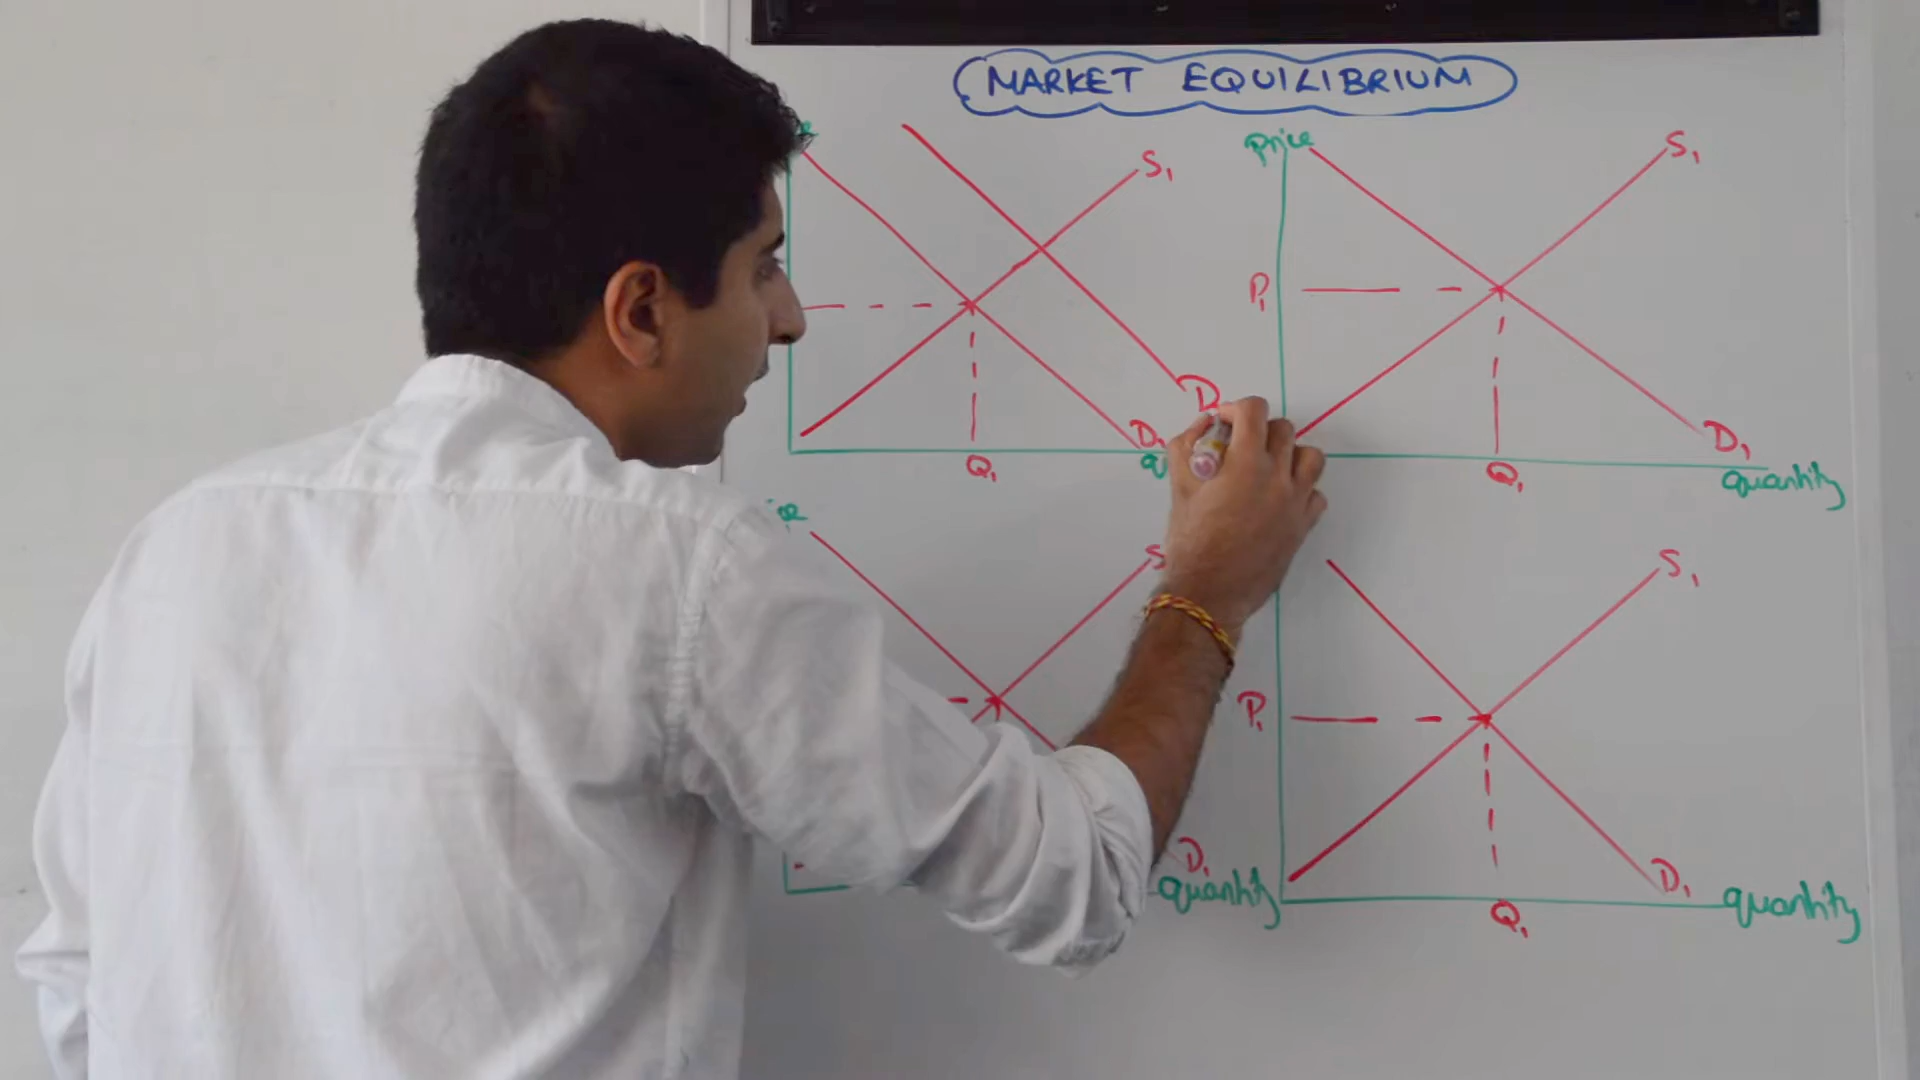 MARKET EQUILIBRIUM
S₁
D
D₁
Q₁
price
S₁
P₁
D₁
Q₁
quantity
S
D₁
quantity
S₁
P₁
D₁
Q₁
quantity